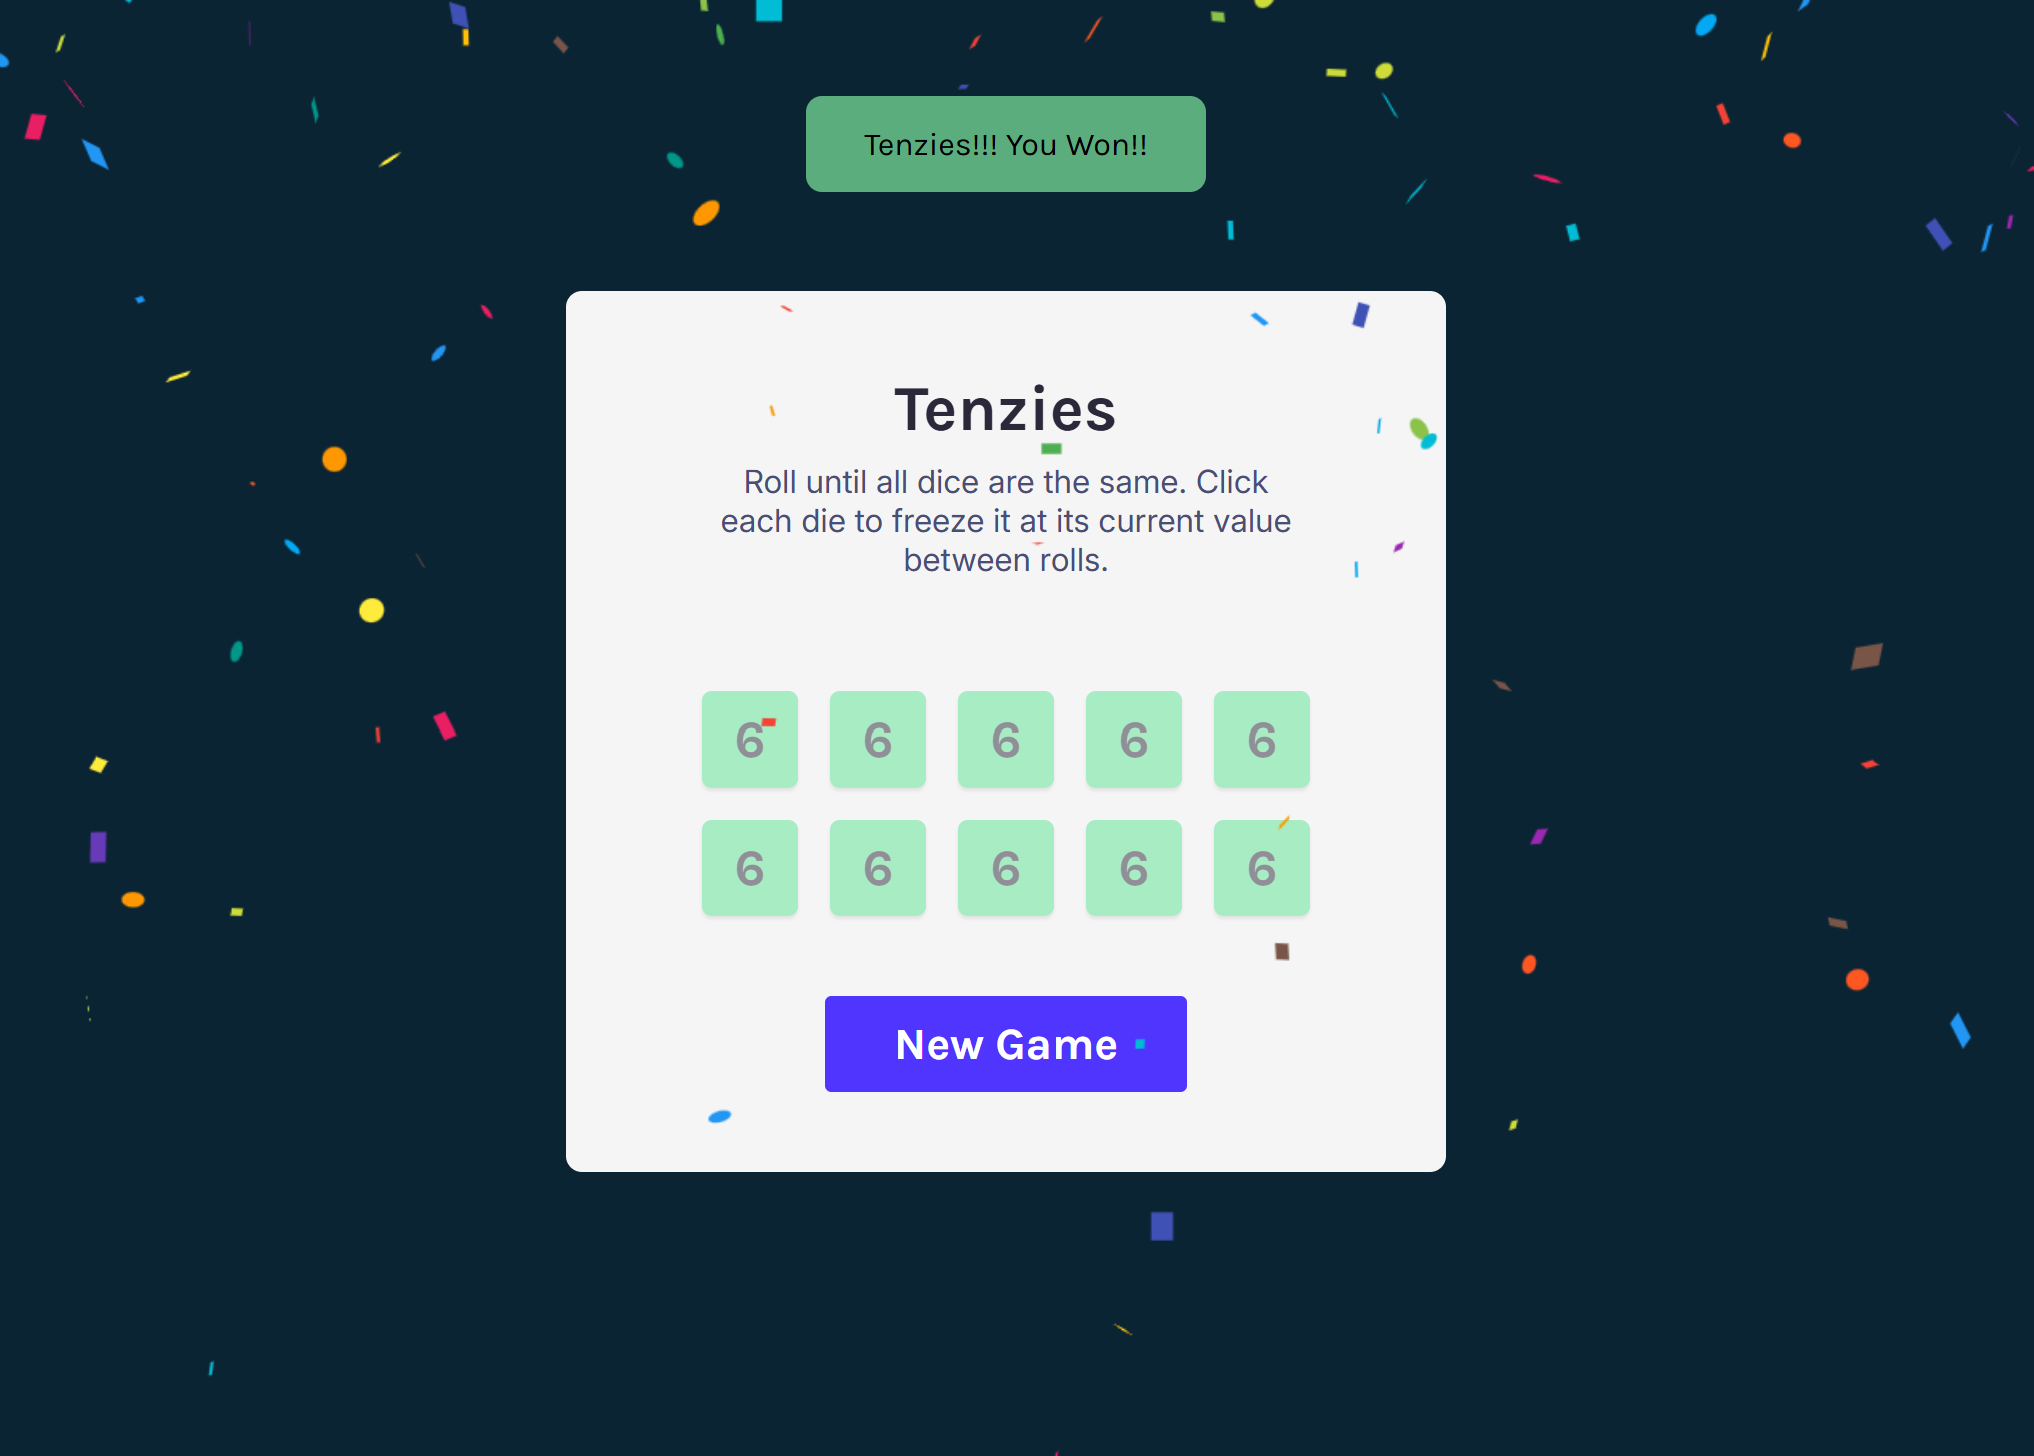 Tenzies!!! You Won!!
Tenzies
Roll until all dice are the same. Click
each die to freeze it at its current value
between rolls.
6 6 6 6 6
6 6 6 6 6
New Game